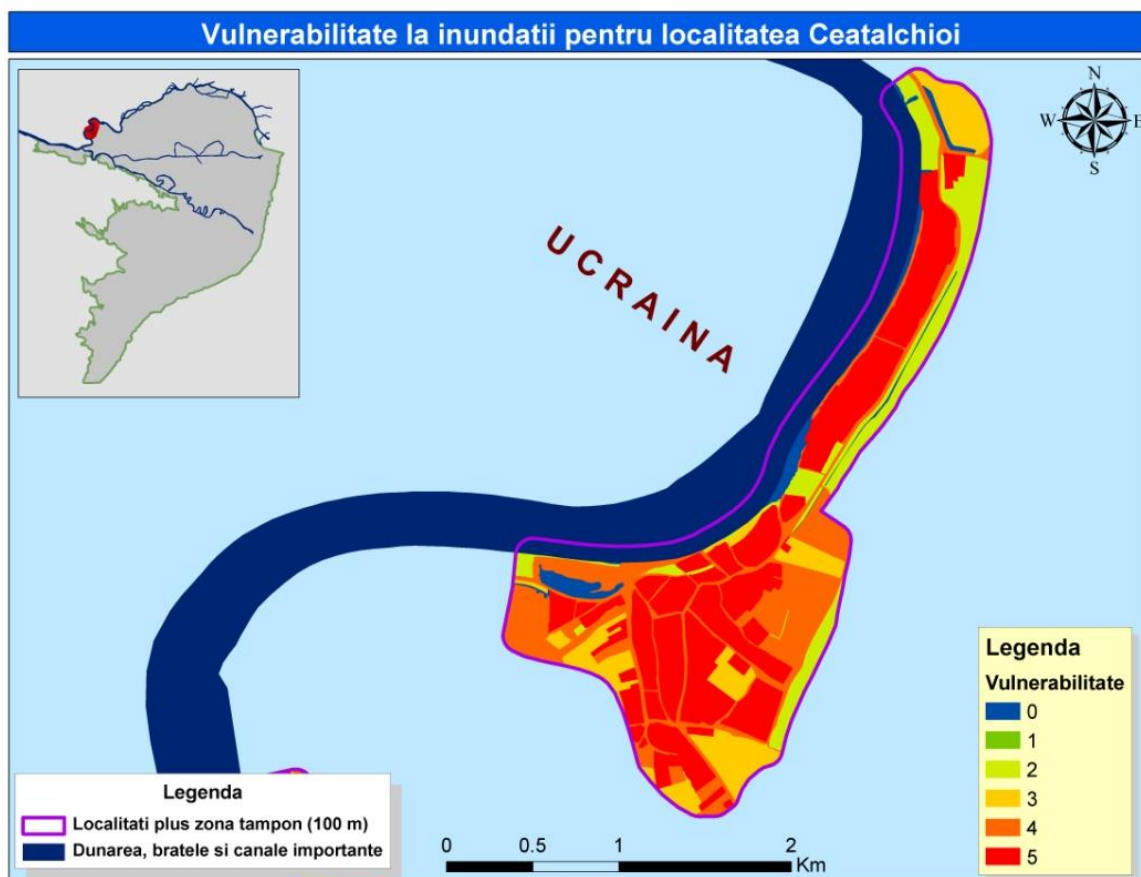 Vulnerabilitate la inundatii pentru localitatea Ceatalchioi
N
W E
S
UCRAINA
Legenda
Vulnerabilitate
0
1
2
3
4
5
Legenda
Localitati plus zona tampon (100 m)
Dunarea, bratele si canale importante
0 0.5 1 2
Km